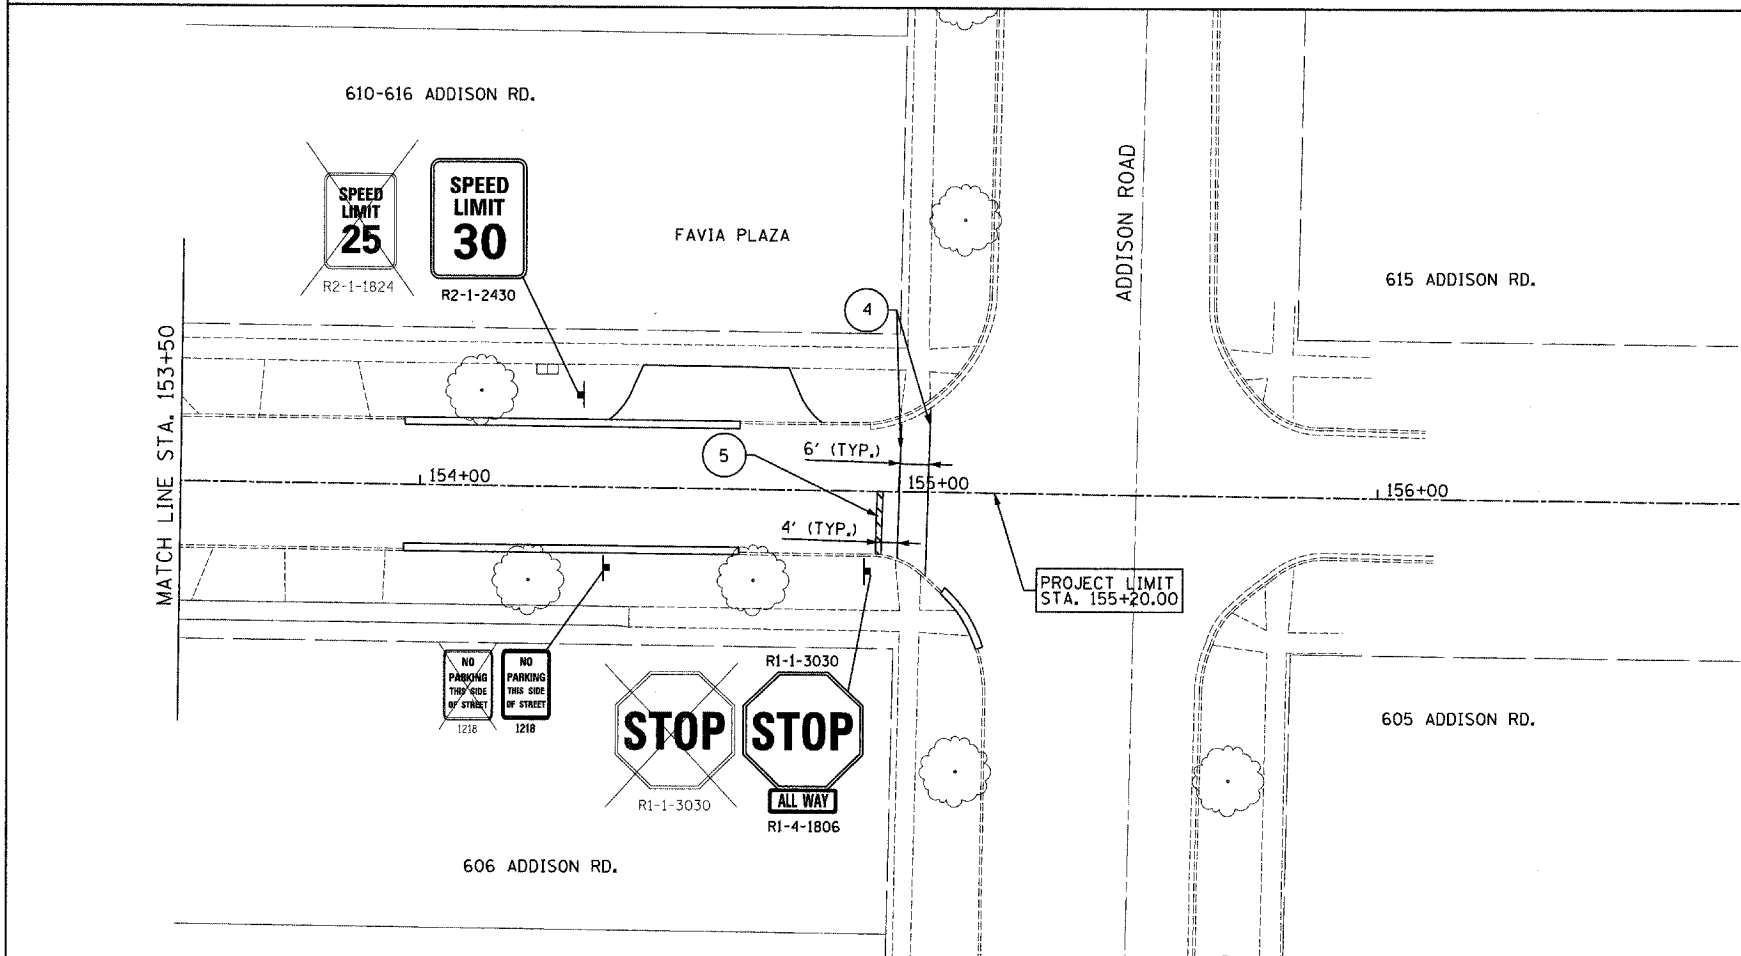 610-616 ADDISON RD.
SPEED
LIMIT
25
R2-1-1824
SPEED
LIMIT
30
R2-1-2430
FAVIA PLAZA
ADDISON ROAD
615 ADDISON RD.
4
MATCH LINE STA. 153+50
5
6' (TYP.)
154+00
155+00
156+00
4' (TYP.)
PROJECT LIMIT
STA. 155+20.00
NO
PARKING
THIS SIDE
OF STREET
1218
NO
PARKING
THIS SIDE
OF STREET
1218
STOP
R1-1-3030
R1-1-3030
STOP
ALL WAY
R1-4-1806
605 ADDISON RD.
606 ADDISON RD.